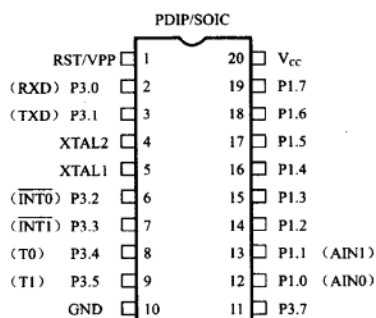 PDIP/SOIC
RST/VPP 1 20 Vcc
(RXD) P3.0 2 19 P1.7
(TXD) P3.1 3 18 P1.6
XTAL2 4 17 P1.5
XTAL1 5 16 P1.4
(INT0) P3.2 6 15 P1.3
(INT1) P3.3 7 14 P1.2
(T0) P3.4 8 13 P1.1 (AIN1)
(T1) P3.5 9 12 P1.0 (AIN0)
GND 10 11 P3.7